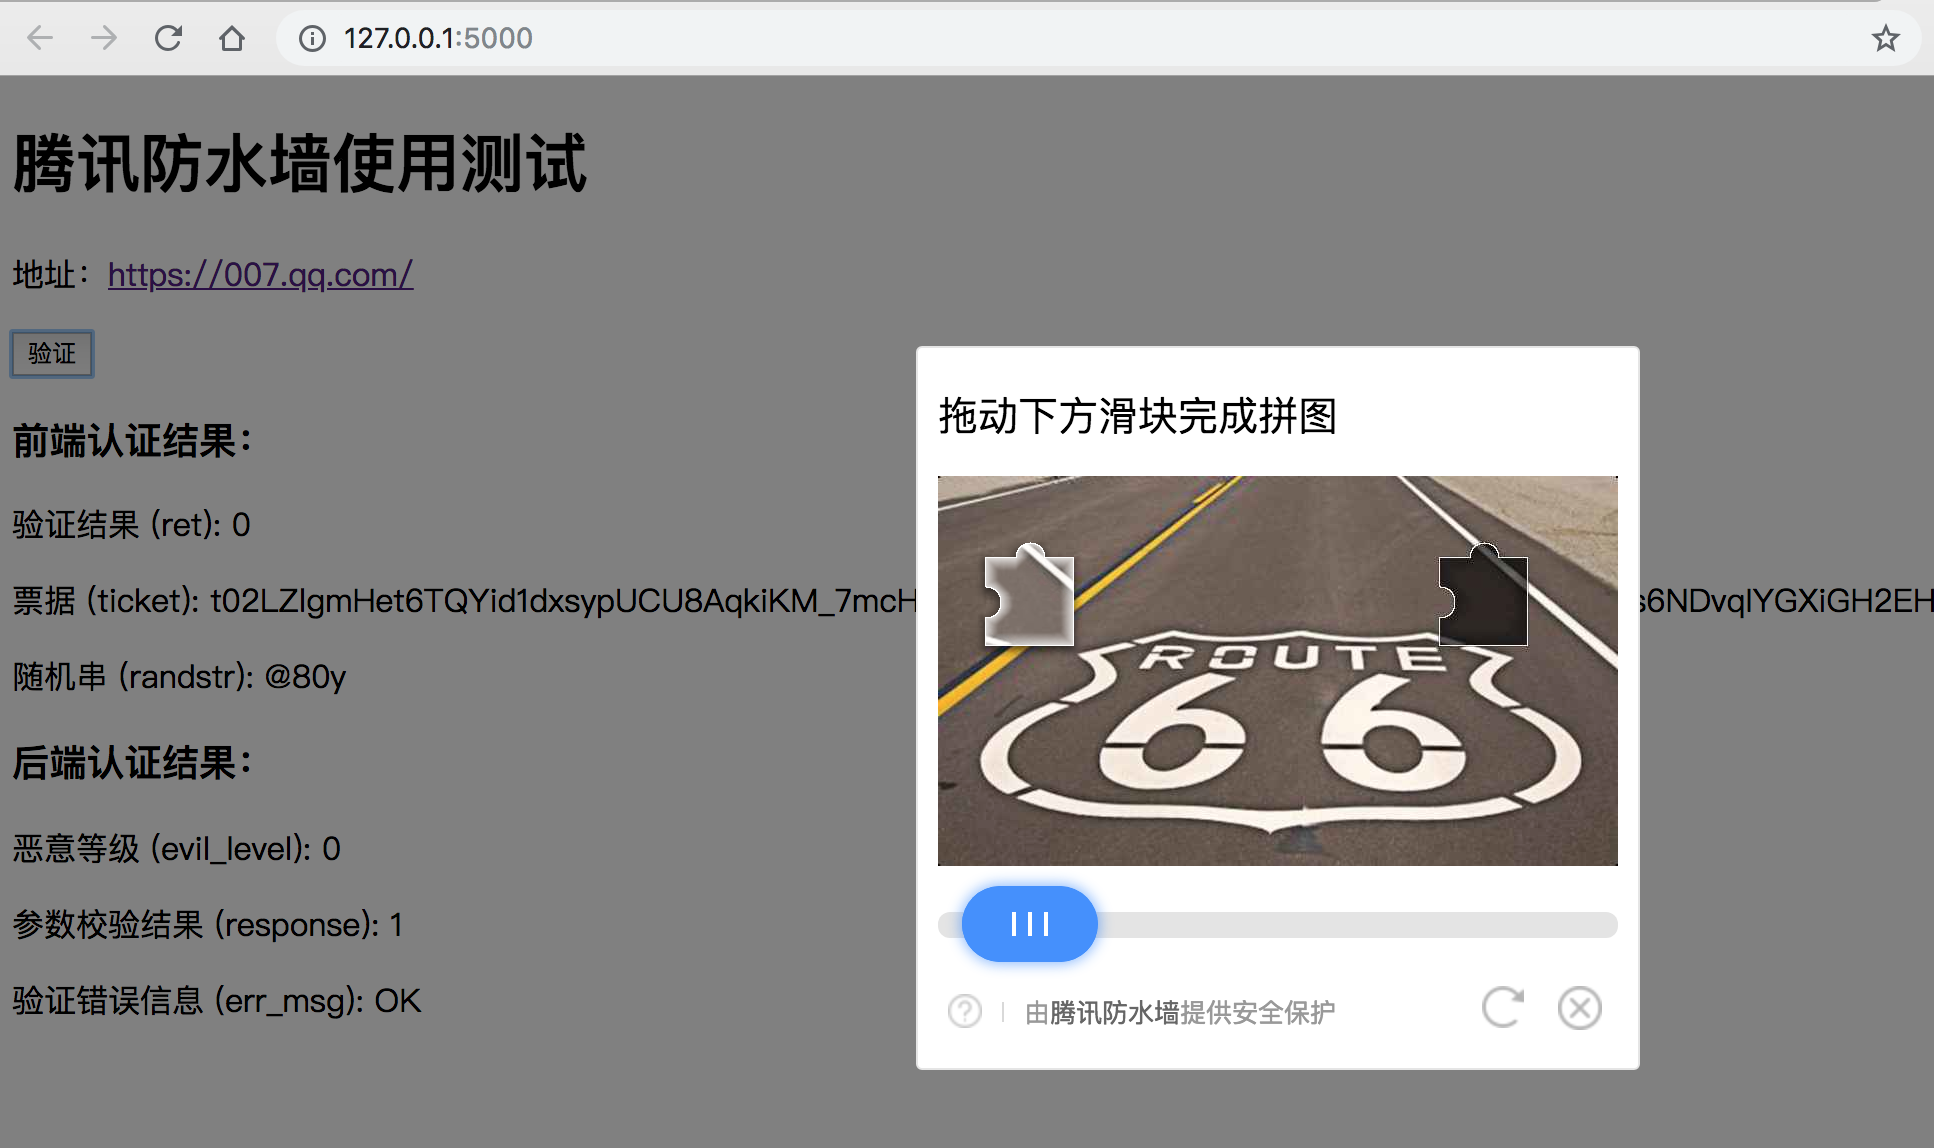 127.0.0.1:5000
腾讯防水墙使用测试
地址：https://007.qq.com/
验证
前端认证结果：
验证结果 (ret): 0
票据 (ticket): t02LZlgmHet6TQYid1dxsypUCU8AqkiKM_7mcH
s6NDvqlYGXiGH2EH
随机串 (randstr): @80y
后端认证结果：
恶意等级 (evil_level): 0
参数校验结果 (response): 1
验证错误信息 (err_msg): OK
拖动下方滑块完成拼图
ROUTE
66
由腾讯防水墙提供安全保护